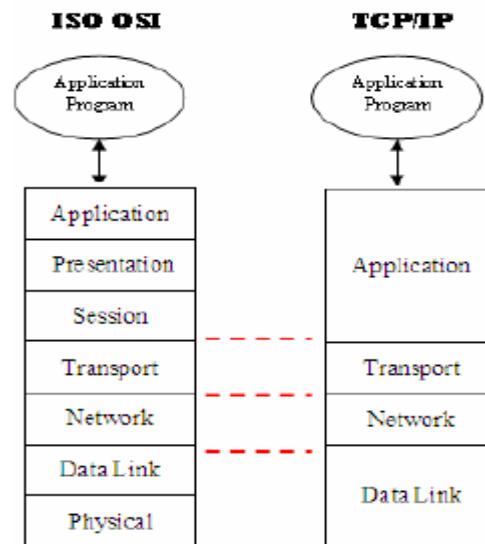 ISO OSI
Application
Program
Application
Presentation
Session
Transport
Network
Data Link
Physical
TCP/IP
Application
Program
Application
Transport
Network
Data Link